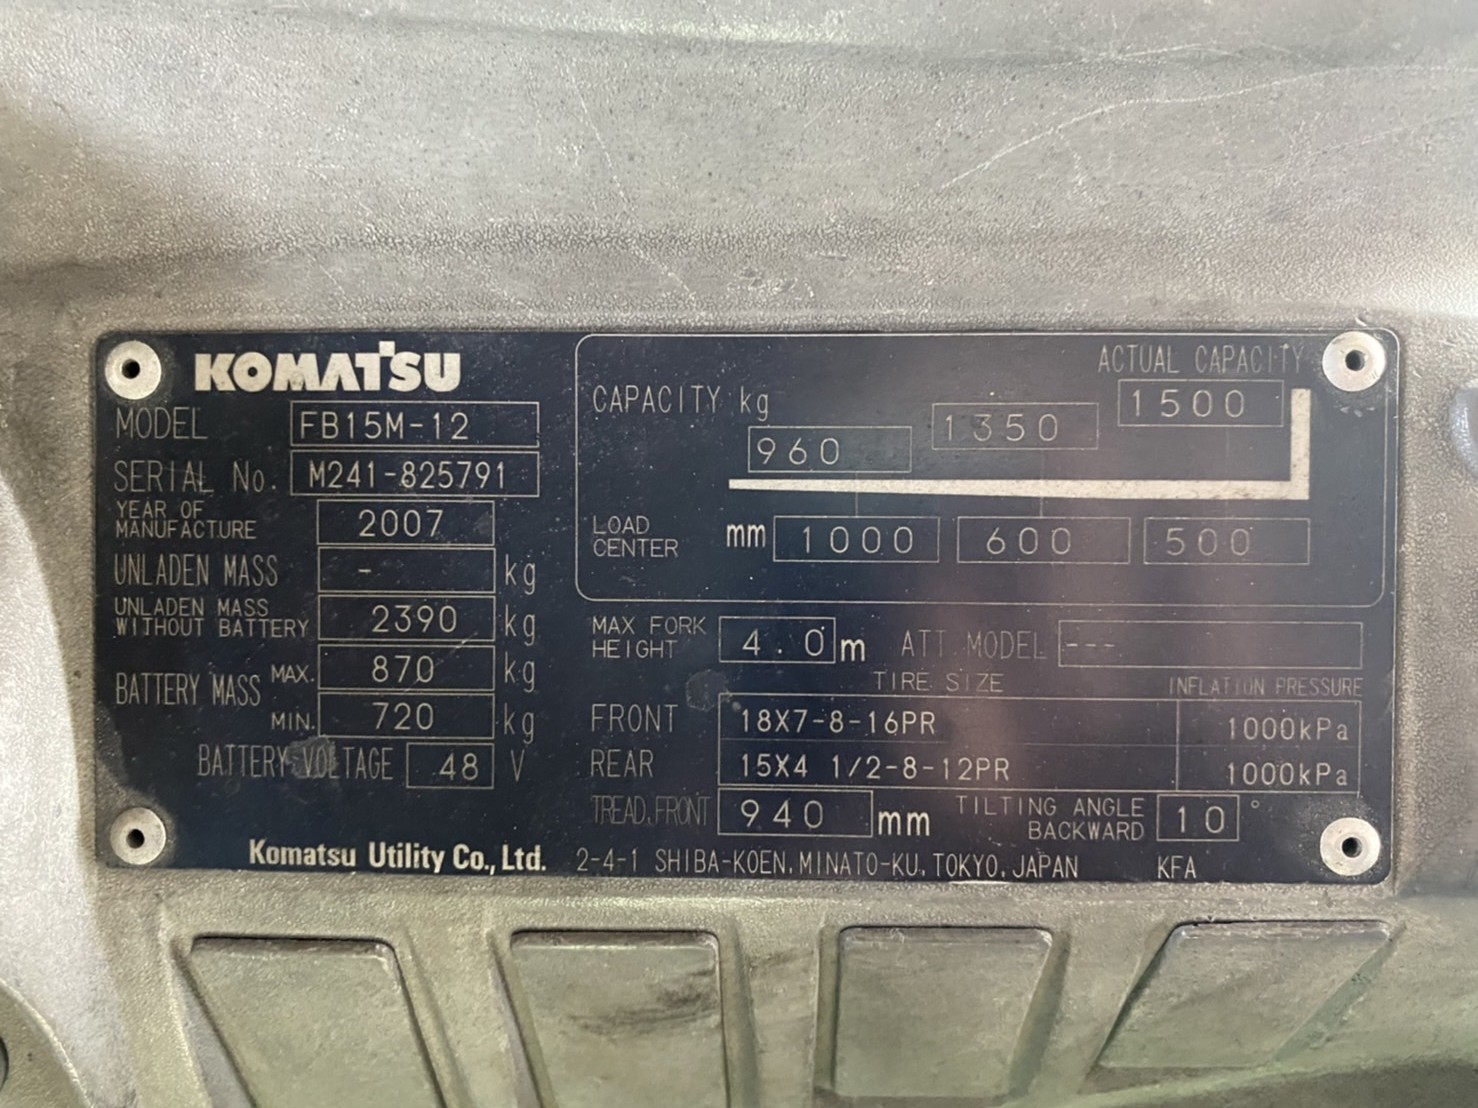 KOMATSU
MODEL FB15M-12
SERIAL No. M241-825791
YEAR OF MANUFACTURE 2007
UNLADEN MASS - kg
UNLADEN MASS WITHOUT BATTERY 2390 kg
BATTERY MASS MAX. 870 kg
MIN. 720 kg
BATTERY VOLTAGE 48 V
ACTUAL CAPACITY
CAPACITY kg 960 1350 1500
LOAD CENTER mm 1000 600 500
MAX FORK HEIGHT 4.0 m ATT. MODEL ---
TIRE SIZE INFLATION PRESSURE
FRONT 18X7-8-16PR 1000kPa
REAR 15X4 1/2-8-12PR 1000kPa
TREAD.FRONT 940 mm TILTING ANGLE BACKWARD 10°
Komatsu Utility Co., Ltd. 2-4-1 SHIBA-KOEN, MINATO-KU, TOKYO, JAPAN KFA